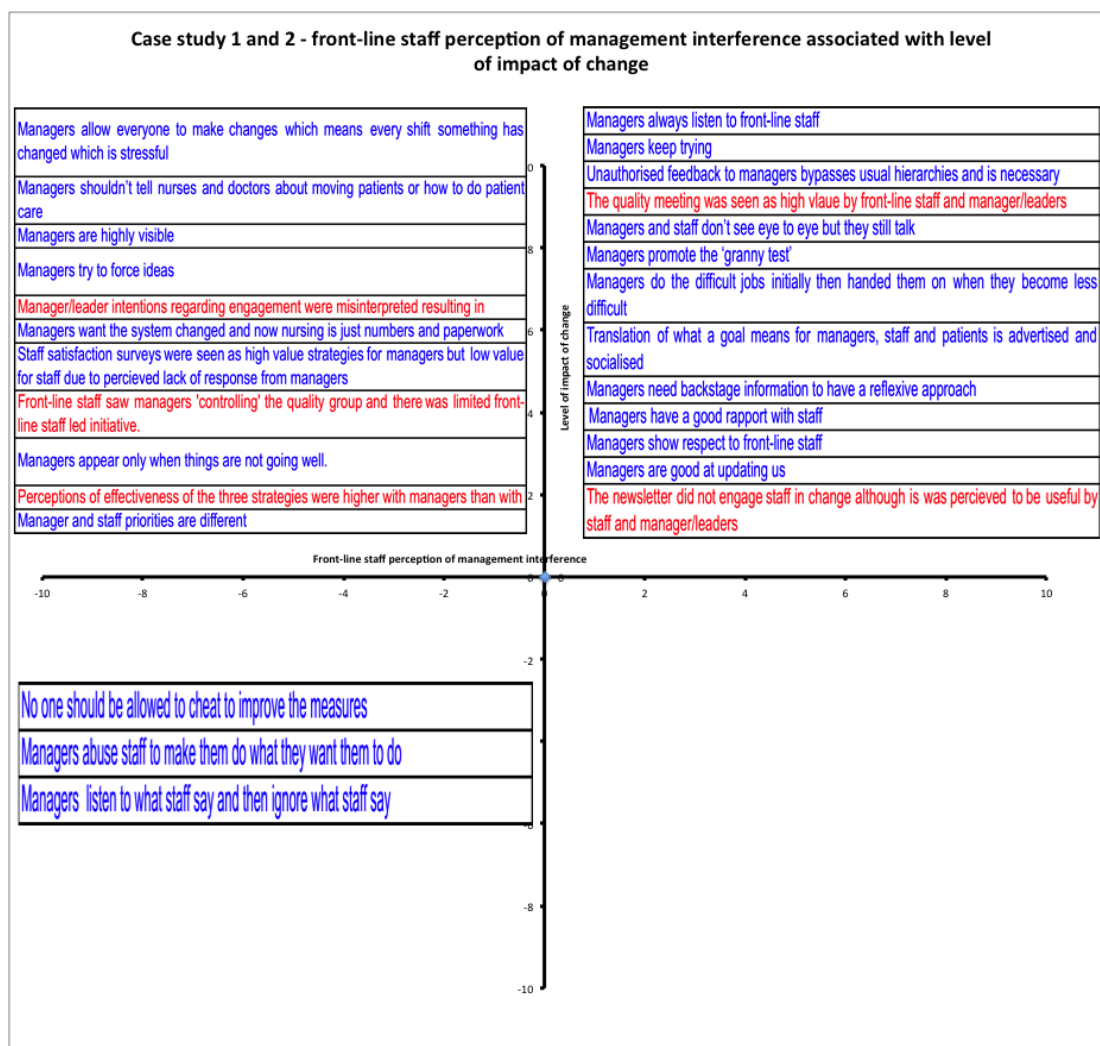 Case study 1 and 2 - front-line staff perception of management interference associated with level
of impact of change
Managers allow everyone to make changes which means every shift something has
changed which is stressful
Managers shouldn't tell nurses and doctors about moving patients or how to do patient
care
Managers are highly visible
Managers try to force ideas
Manager/leader intentions regarding engagement were misinterpreted resulting in
Managers want the system changed and now nursing is just numbers and paperwork
Staff satisfaction surveys were seen as high value strategies for managers but low value
for staff due to percieved lack of response from managers
Front-line staff saw managers 'controlling' the quality group and there was limited front-
line staff led initiative.
Managers appear only when things are not going well.
Perceptions of effectiveness of the three strategies were higher with managers than with
Manager and staff priorities are different
Managers always listen to front-line staff
Managers keep trying
Unauthorised feedback to managers bypasses usual hierarchies and is necessary
The quality meeting was seen as high vlaue by front-line staff and manager/leaders
Managers and staff don't see eye to eye but they still talk
Managers promote the 'granny test'
Managers do the difficult jobs initially then handed them on when they become less
difficult
Translation of what a goal means for managers, staff and patients is advertised and
socialised
Managers need backstage information to have a reflexive approach
Managers have a good rapport with staff
Managers show respect to front-line staff
Managers are good at updating us
The newsletter did not engage staff in change although is was percieved to be useful by
staff and manager/leaders
0
8
6
4
2
Level of impact of change
Front-line staff perception of management interference
0 0
-10 -8 -6 -4 -2 0 2 4 6 8 10
-2
No one should be allowed to cheat to improve the measures
Managers abuse staff to make them do what they want them to do
Managers listen to what staff say and then ignore what staff say
-8
-10